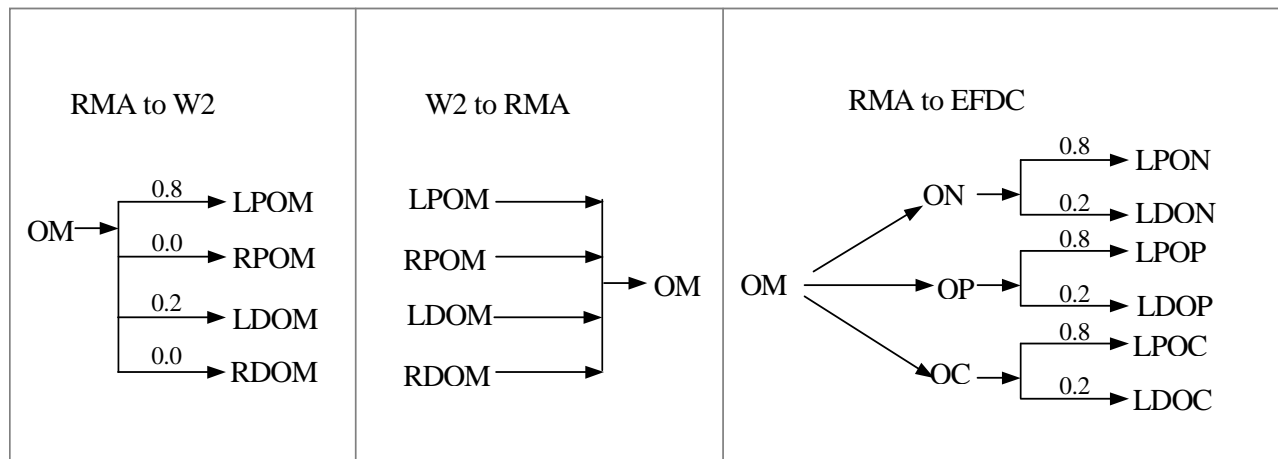 RMA to W2
OM
0.8
LPOM
0.0
RPOM
0.2
LDOM
0.0
RDOM
W2 to RMA
LPOM
RPOM
LDOM
RDOM
OM
RMA to EFDC
OM
ON
0.8
LPON
0.2
LDON
OP
0.8
LPOP
0.2
LDOP
OC
0.8
LPOC
0.2
LDOC